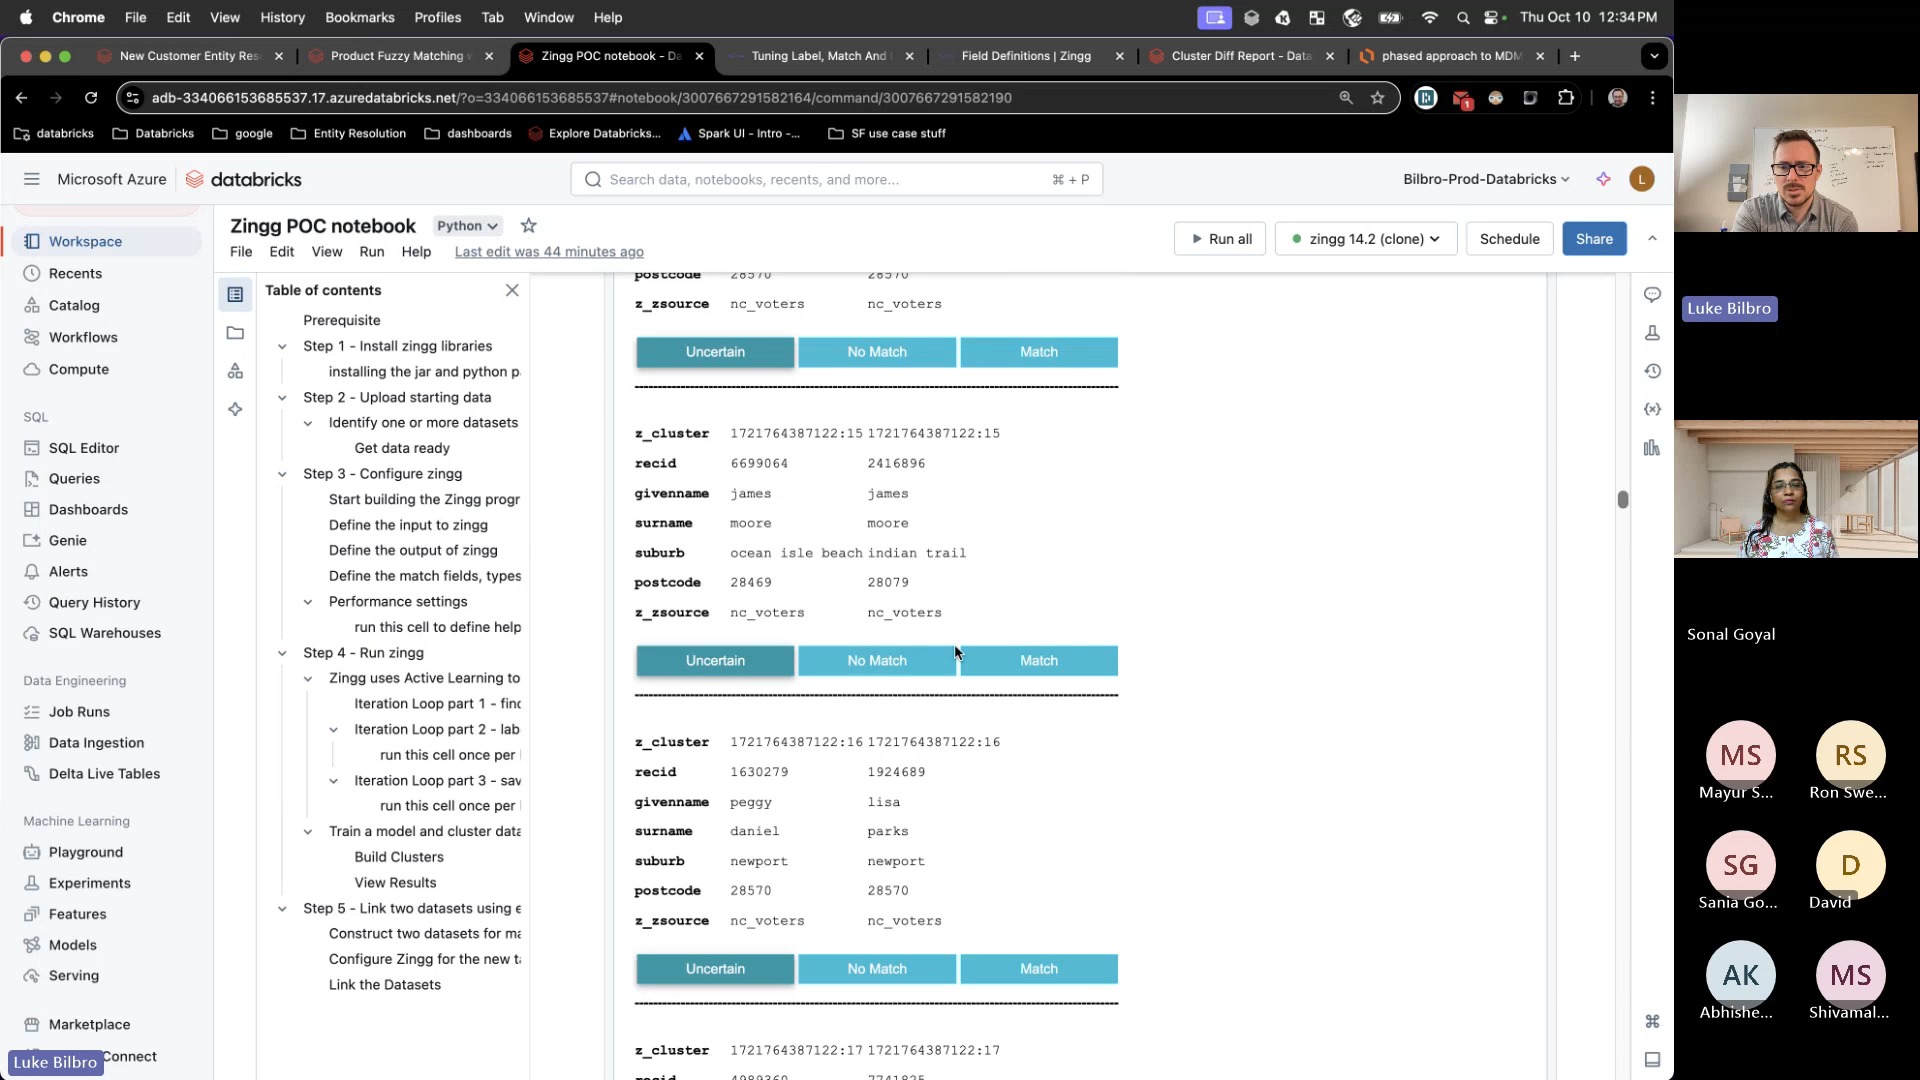 Chrome File Edit View History Bookmarks Profiles Tab Window Help Thu Oct 10 12:34 PM
New Customer Entity Res Product Fuzzy Matching Zingg POC notebook - Da Tuning Label, Match And Field Definitions | Zingg Cluster Diff Report - Data phased approach to MDM
adb-334066153685537.17.azuredatabricks.net/?o=334066153685537#notebook/3007667291582164/command/3007667291582190
databricks Databricks google Entity Resolution dashboards Explore Databricks... Spark UI - Intro -... SF use case stuff
Microsoft Azure databricks Search data, notebooks, recents, and more... ⌘ + P Bilbro-Prod-Databricks L
Zingg POC notebook Python
File Edit View Run Help Last edit was 44 minutes ago
Run all zingg 14.2 (clone) Schedule Share
Workspace
Recents
Catalog
Workflows
Compute
SQL
SQL Editor
Queries
Dashboards
Genie
Alerts
Query History
SQL Warehouses
Data Engineering
Job Runs
Data Ingestion
Delta Live Tables
Machine Learning
Playground
Experiments
Features
Models
Serving
Marketplace
Connect
Luke Bilbro
Table of contents
Prerequisite
Step 1 - Install zingg libraries
installing the jar and python p
Step 2 - Upload starting data
Identify one or more datasets
Get data ready
Step 3 - Configure zingg
Start building the Zingg progr
Define the input to zingg
Define the output of zingg
Define the match fields, types
Performance settings
run this cell to define help
Step 4 - Run zingg
Zingg uses Active Learning to
Iteration Loop part 1 - find
Iteration Loop part 2 - lab
run this cell once per
Iteration Loop part 3 - sav
run this cell once per
Train a model and cluster data
Build Clusters
View Results
Step 5 - Link two datasets using e
Construct two datasets for ma
Configure Zingg for the new ta
Link the Datasets
postcode 28570 28570
z_zsource nc_voters nc_voters
Uncertain No Match Match
z_cluster 1721764387122:15 1721764387122:15
recid 6699064 2416896
givenname james james
surname moore moore
suburb ocean isle beach indian trail
postcode 28469 28079
z_zsource nc_voters nc_voters
Uncertain No Match Match
z_cluster 1721764387122:16 1721764387122:16
recid 1630279 1924689
givenname peggy lisa
surname daniel parks
suburb newport newport
postcode 28570 28570
z_zsource nc_voters nc_voters
Uncertain No Match Match
z_cluster 1721764387122:17 1721764387122:17
recid 4989360 7741825
Luke Bilbro
Sonal Goyal
MS RS
Mayur S... Ron Swe...
SG D
Sania Go... David
AK MS
Abhishe... Shivamal...